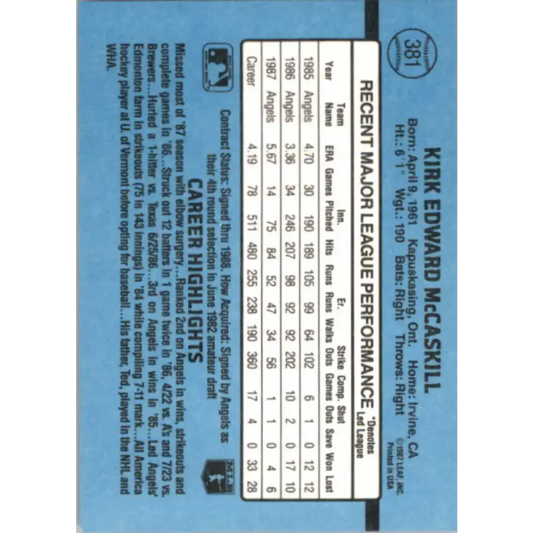 381
KIRK EDWARD McCASKILL
Born: April 9, 1961 Kapuskasing, Ont. Home: Irvine, CA
Ht.: 6'1" Wgt.: 190 Bats: Right Throws: Right
©1987 LEAF, INC.
Printed in USA
RECENT MAJOR LEAGUE PERFORMANCE *Denotes Led League
Team Inn. Er. Strike Comp. Shut
Year Name ERA Games Pitched Hits Runs Runs Walks Outs Games Outs Save Won Lost
1985 Angels 4.70 30 190 189 105 99 64 102 6 1 0 12 12
1986 Angels 3.36 34 246 207 98 92 92 202 10 2 0 17 10
1987 Angels 5.67 14 75 84 52 47 34 56 1 1 0 4 6
Career 4.19 78 511 480 255 238 190 360 17 4 0 33 28
Contract Status: Signed thru 1988. How Acquired: Signed by Angels as
their 4th round selection in June 1982 amateur draft
CAREER HIGHLIGHTS
Missed most of '87 season with elbow surgery...Ranked 2nd on Angels in wins, strikeouts and
complete games in '86...Struck out 12 batters in 1 game twice in '86, 4/22 vs. A's and 7/23 vs.
Brewers...Hurled a 1-hitter vs. Texas 6/25/86...3rd on Angels in wins in '85...Led Angels'
Edmonton farm in strikeouts (75 in 143 innings) in '84 while compiling 7-11 mark...All America
hockey player at U. of Vermont before opting for baseball...His father, Ted, played in the NHL and
WHA.